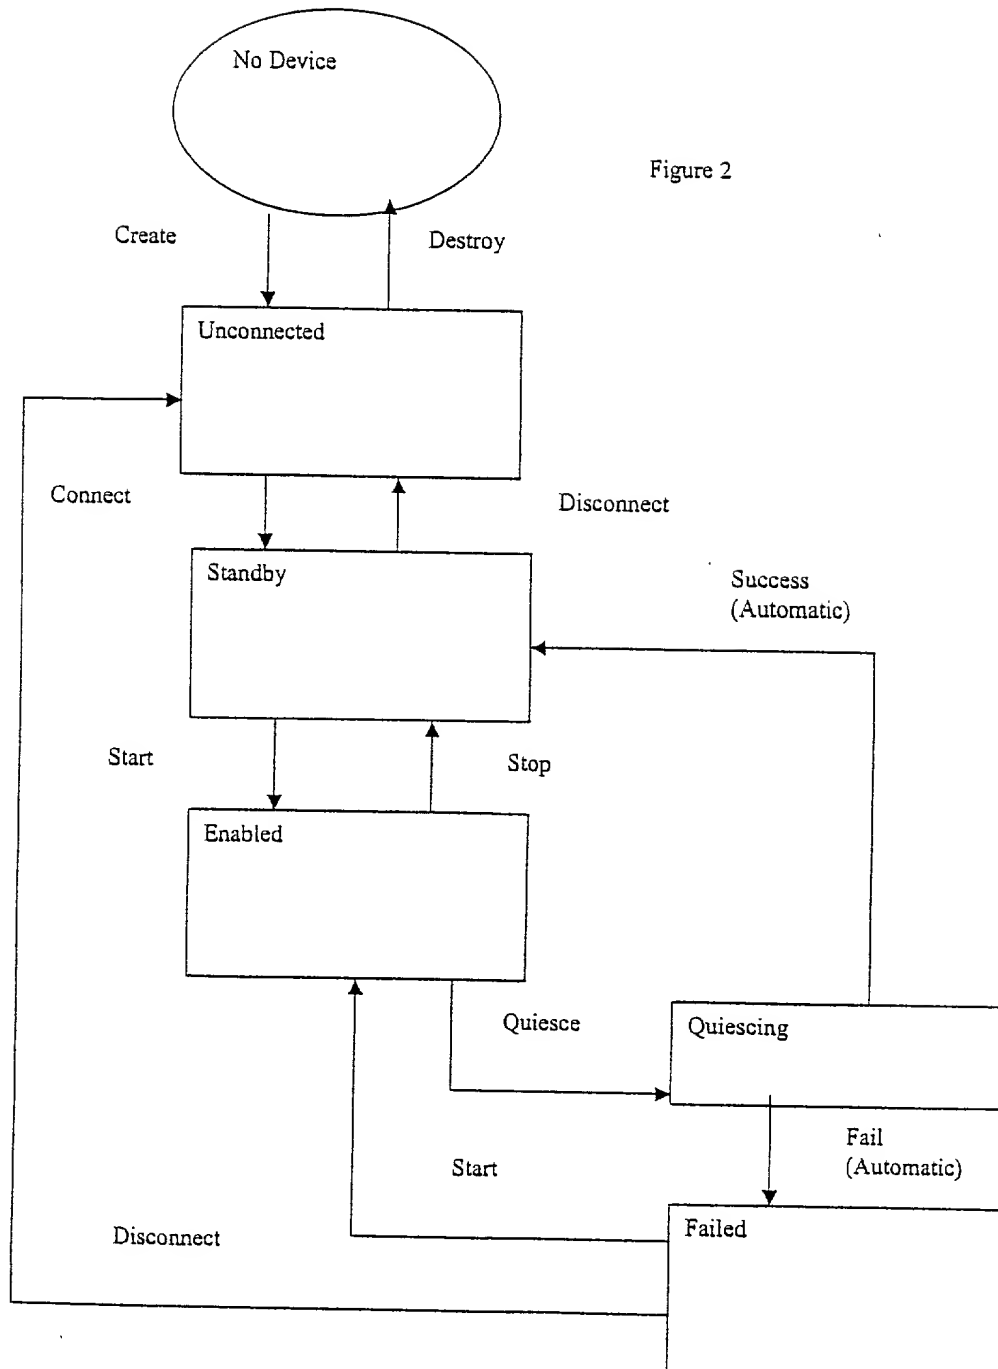 No Device
Figure 2
Create
Destroy
Unconnected
Connect
Disconnect
Standby
Success
(Automatic)
Start
Stop
Enabled
Quiesce
Quiescing
Fail
(Automatic)
Start
Failed
Disconnect